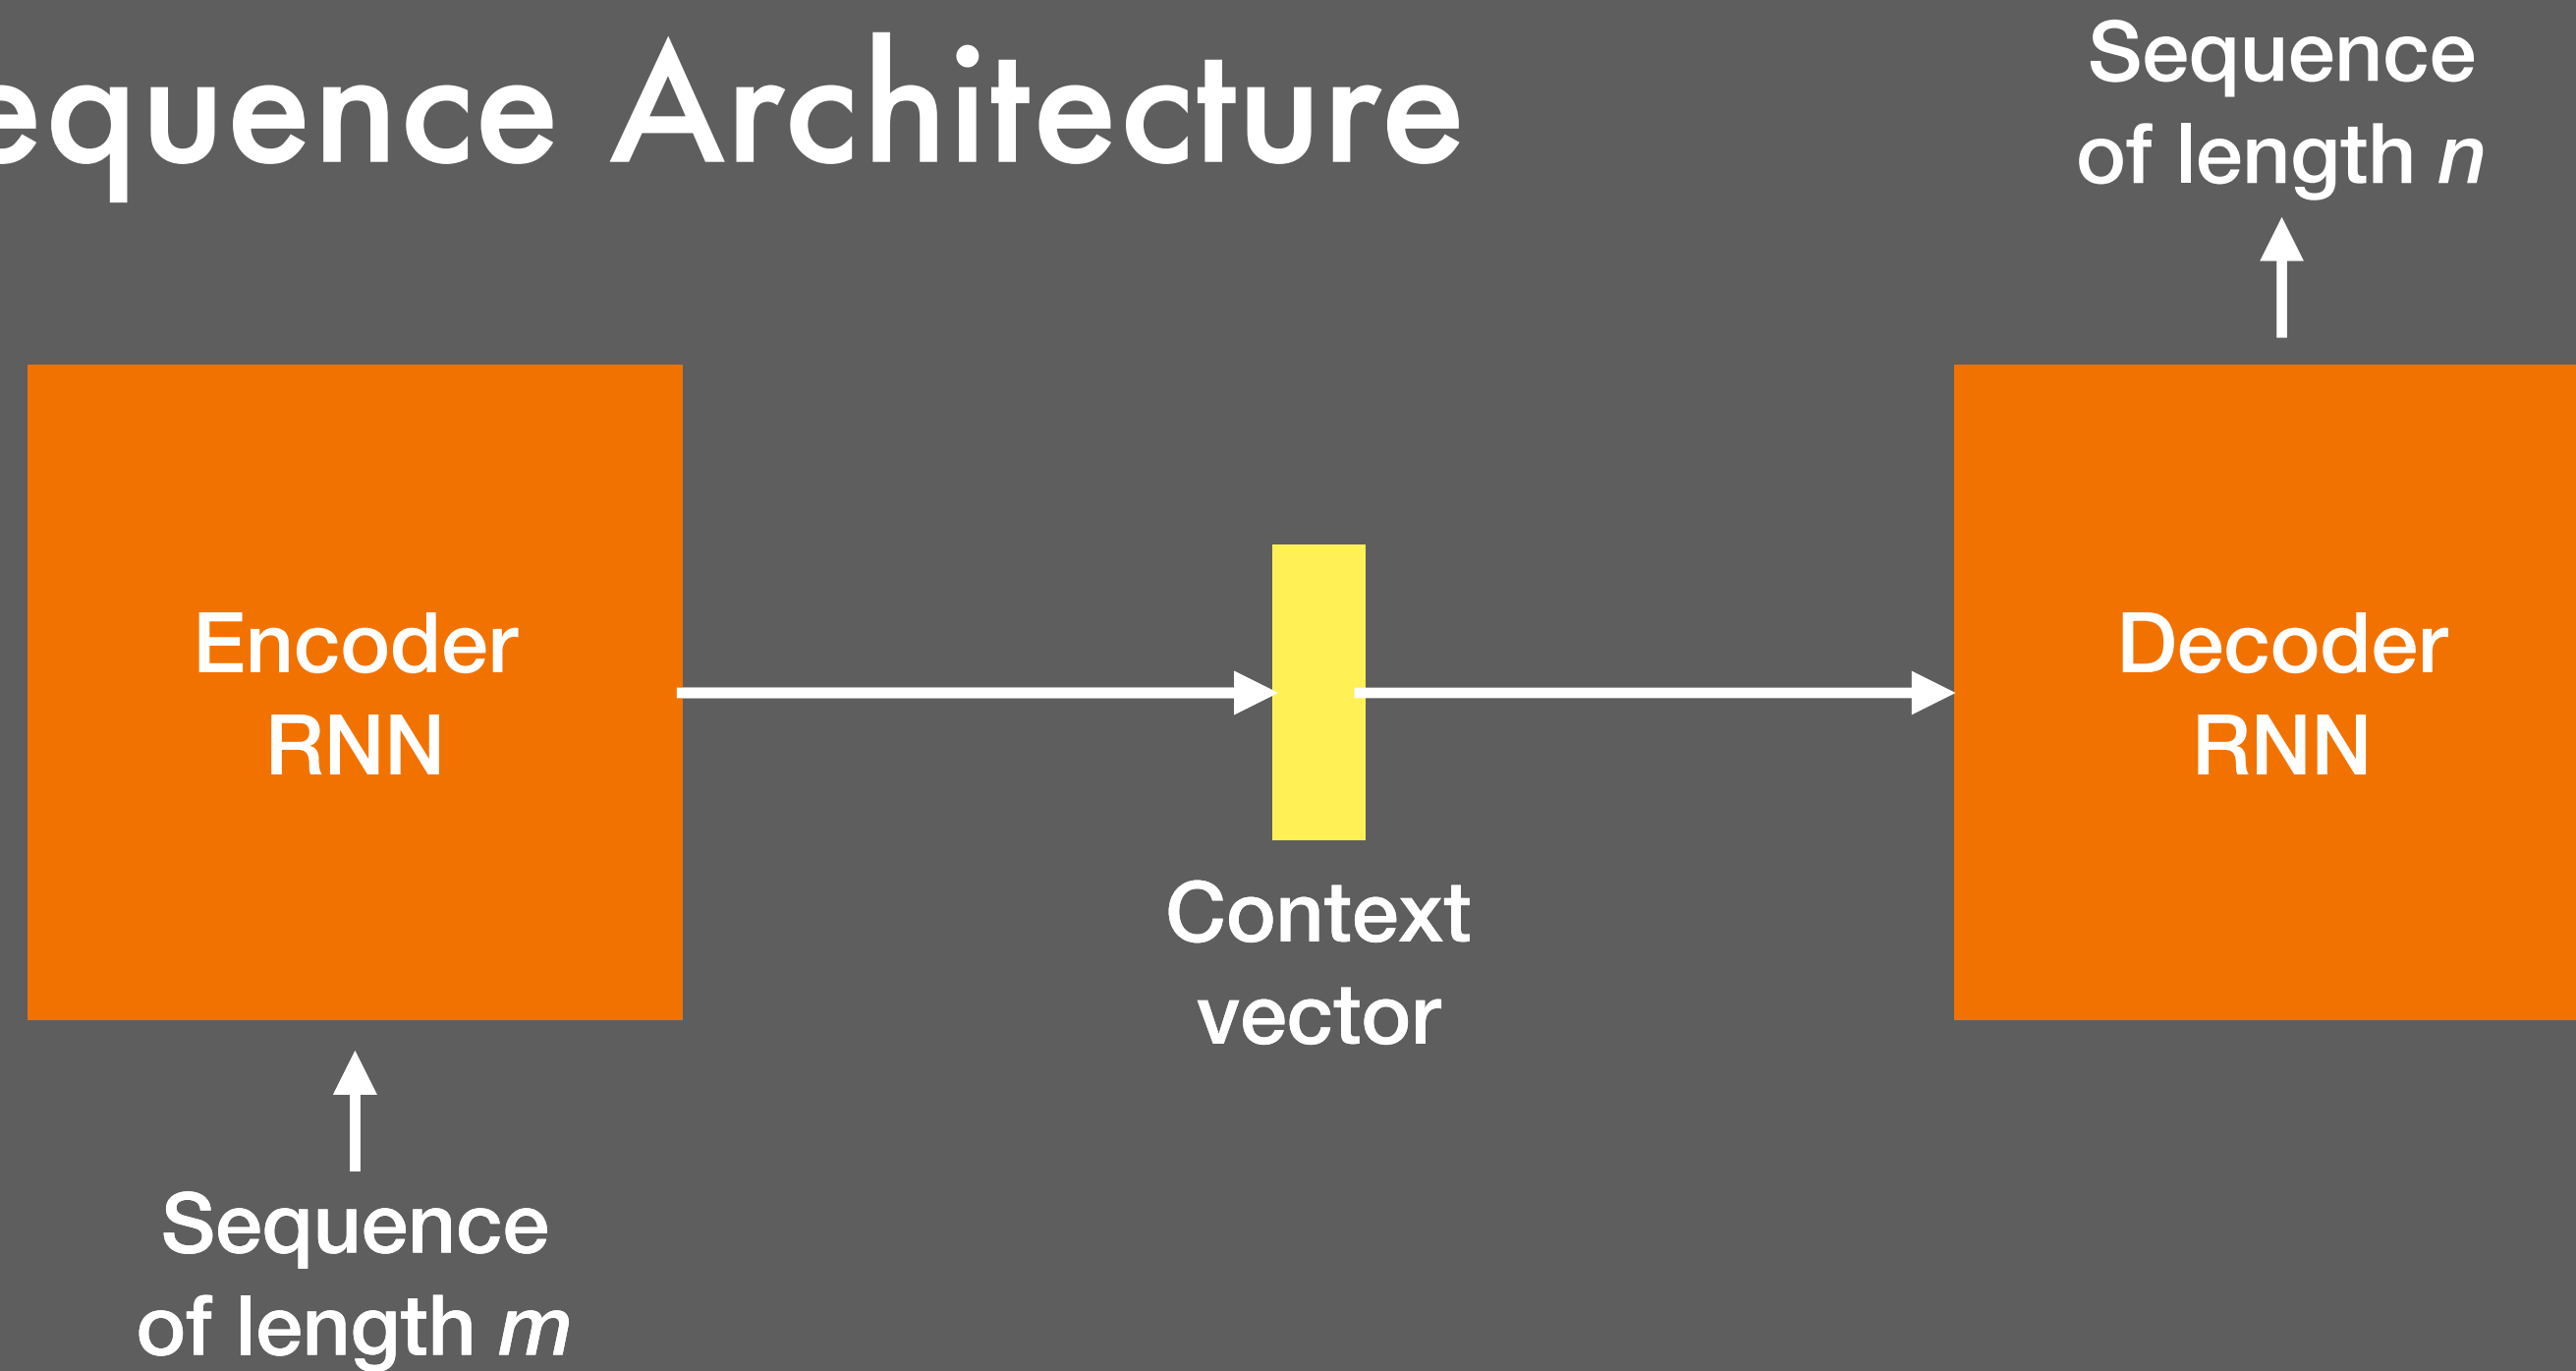 equence Architecture
Sequence
of length n
Encoder
RNN
Decoder
RNN
Context
vector
Sequence
of length m